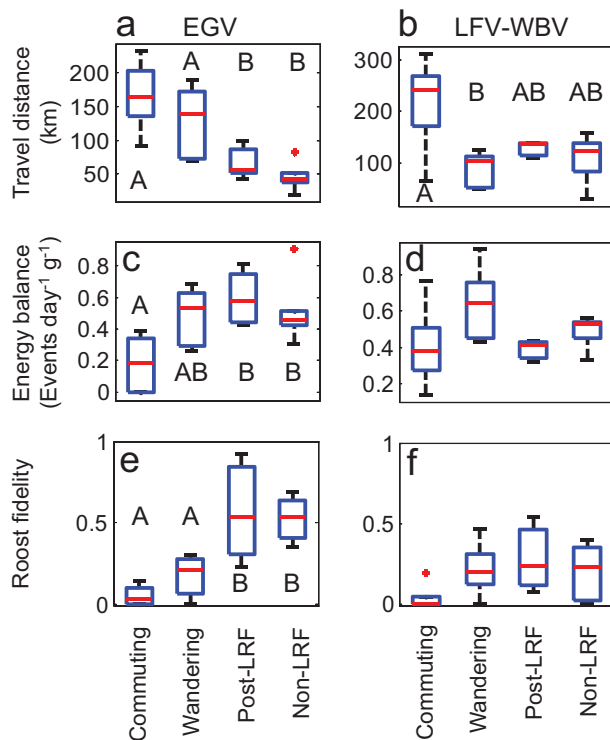 a EGV
b LFV-WBV
Travel distance
(km)
200
150
100
50
A
A
B
B
300
200
100
A
B
AB
AB
Energy balance
(Events day⁻¹ g⁻¹)
c
0.8
0.6
0.4
0.2
0
A
AB
B
B
d
0.8
0.6
0.4
0.2
Roost fidelity
e
1
0.5
0
A
A
B
B
f
1
0.5
0
Commuting
Wandering
Post-LRF
Non-LRF
Commuting
Wandering
Post-LRF
Non-LRF